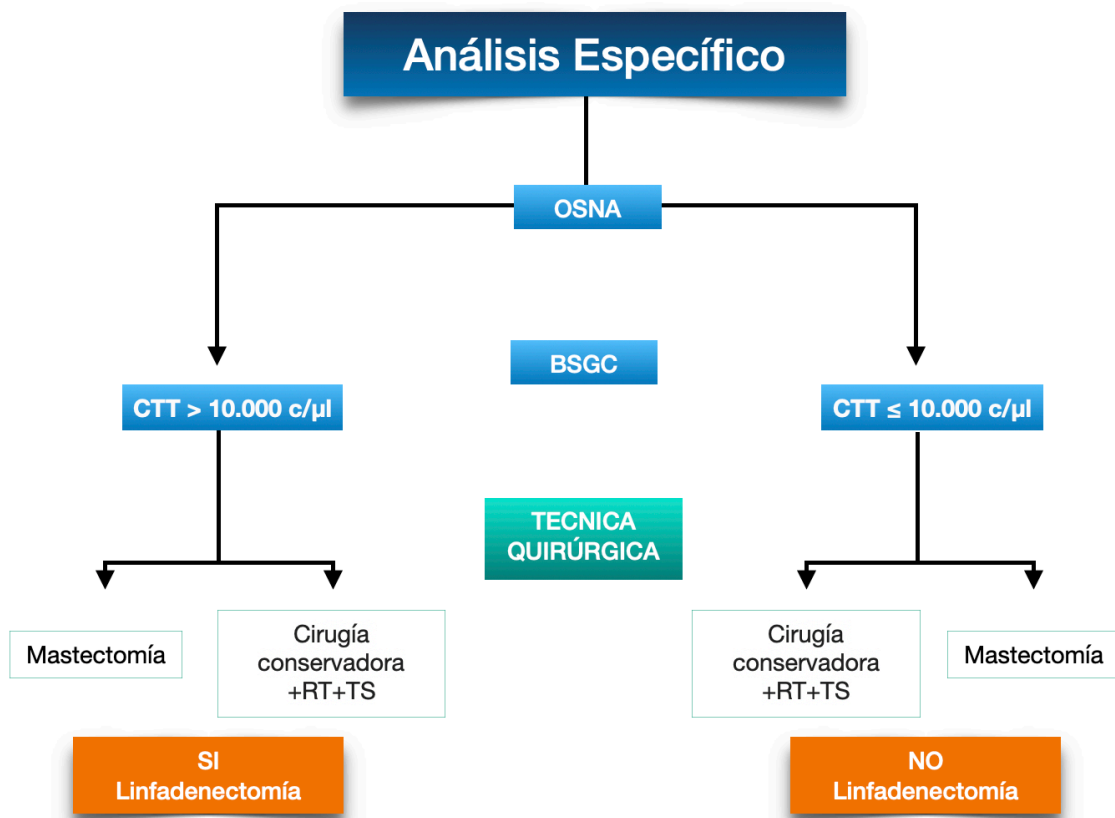 Análisis Específico
OSNA
BSGC
CTT > 10.000 c/µl
CTT ≤ 10.000 c/µl
TECNICA
QUIRÚRGICA
Mastectomía
Cirugía
conservadora
+RT+TS
Cirugía
conservadora
+RT+TS
Mastectomía
SI
Linfadenectomía
NO
Linfadenectomía